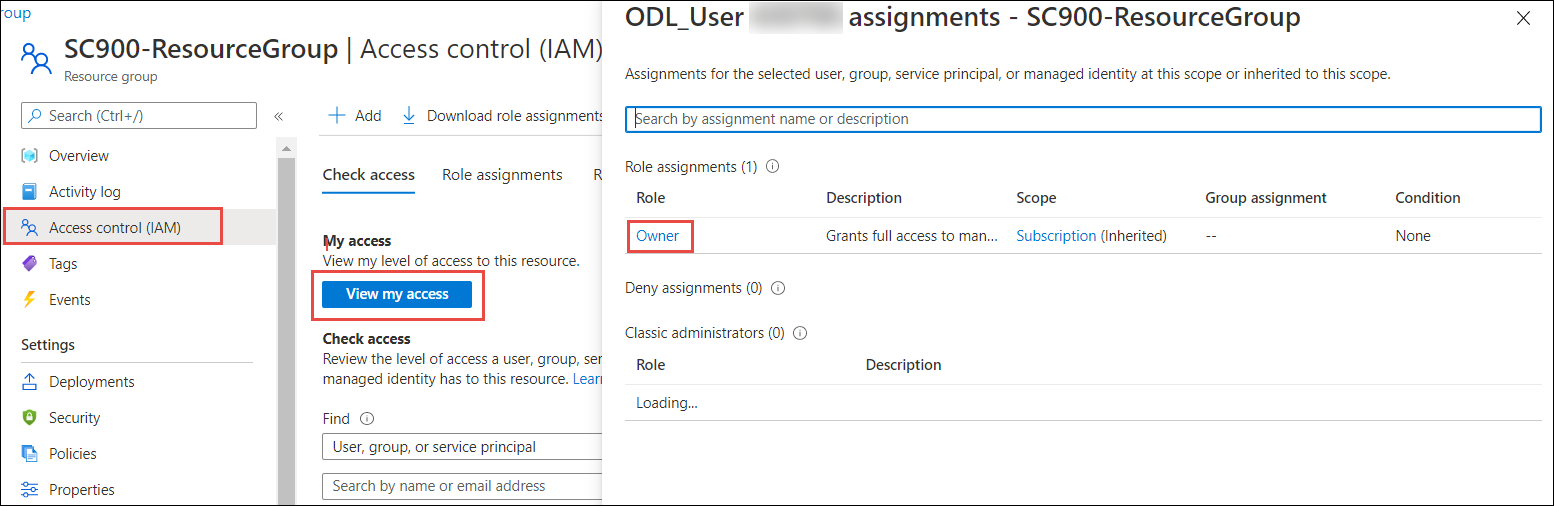 oup
SC900-ResourceGroup | Access control (IAM)
Resource group
Search (Ctrl+/)
«
Overview
Activity log
Access control (IAM)
Tags
Events
Settings
Deployments
Security
Policies
Properties
Add
Download role assignments
Check access
Role assignments
R
My access
View my level of access to this resource.
View my access
Check access
Review the level of access a user, group, ser
managed identity has to this resource. Learn
Find
User, group, or service principal
Search by name or email address
ODL_User assignments - SC900-ResourceGroup
Assignments for the selected user, group, service principal, or managed identity at this scope or inherited to this scope.
Search by assignment name or description
Role assignments (1)
Role Description Scope Group assignment Condition
Owner Grants full access to man... Subscription (Inherited) -- None
Deny assignments (0)
Classic administrators (0)
Role Description
Loading...